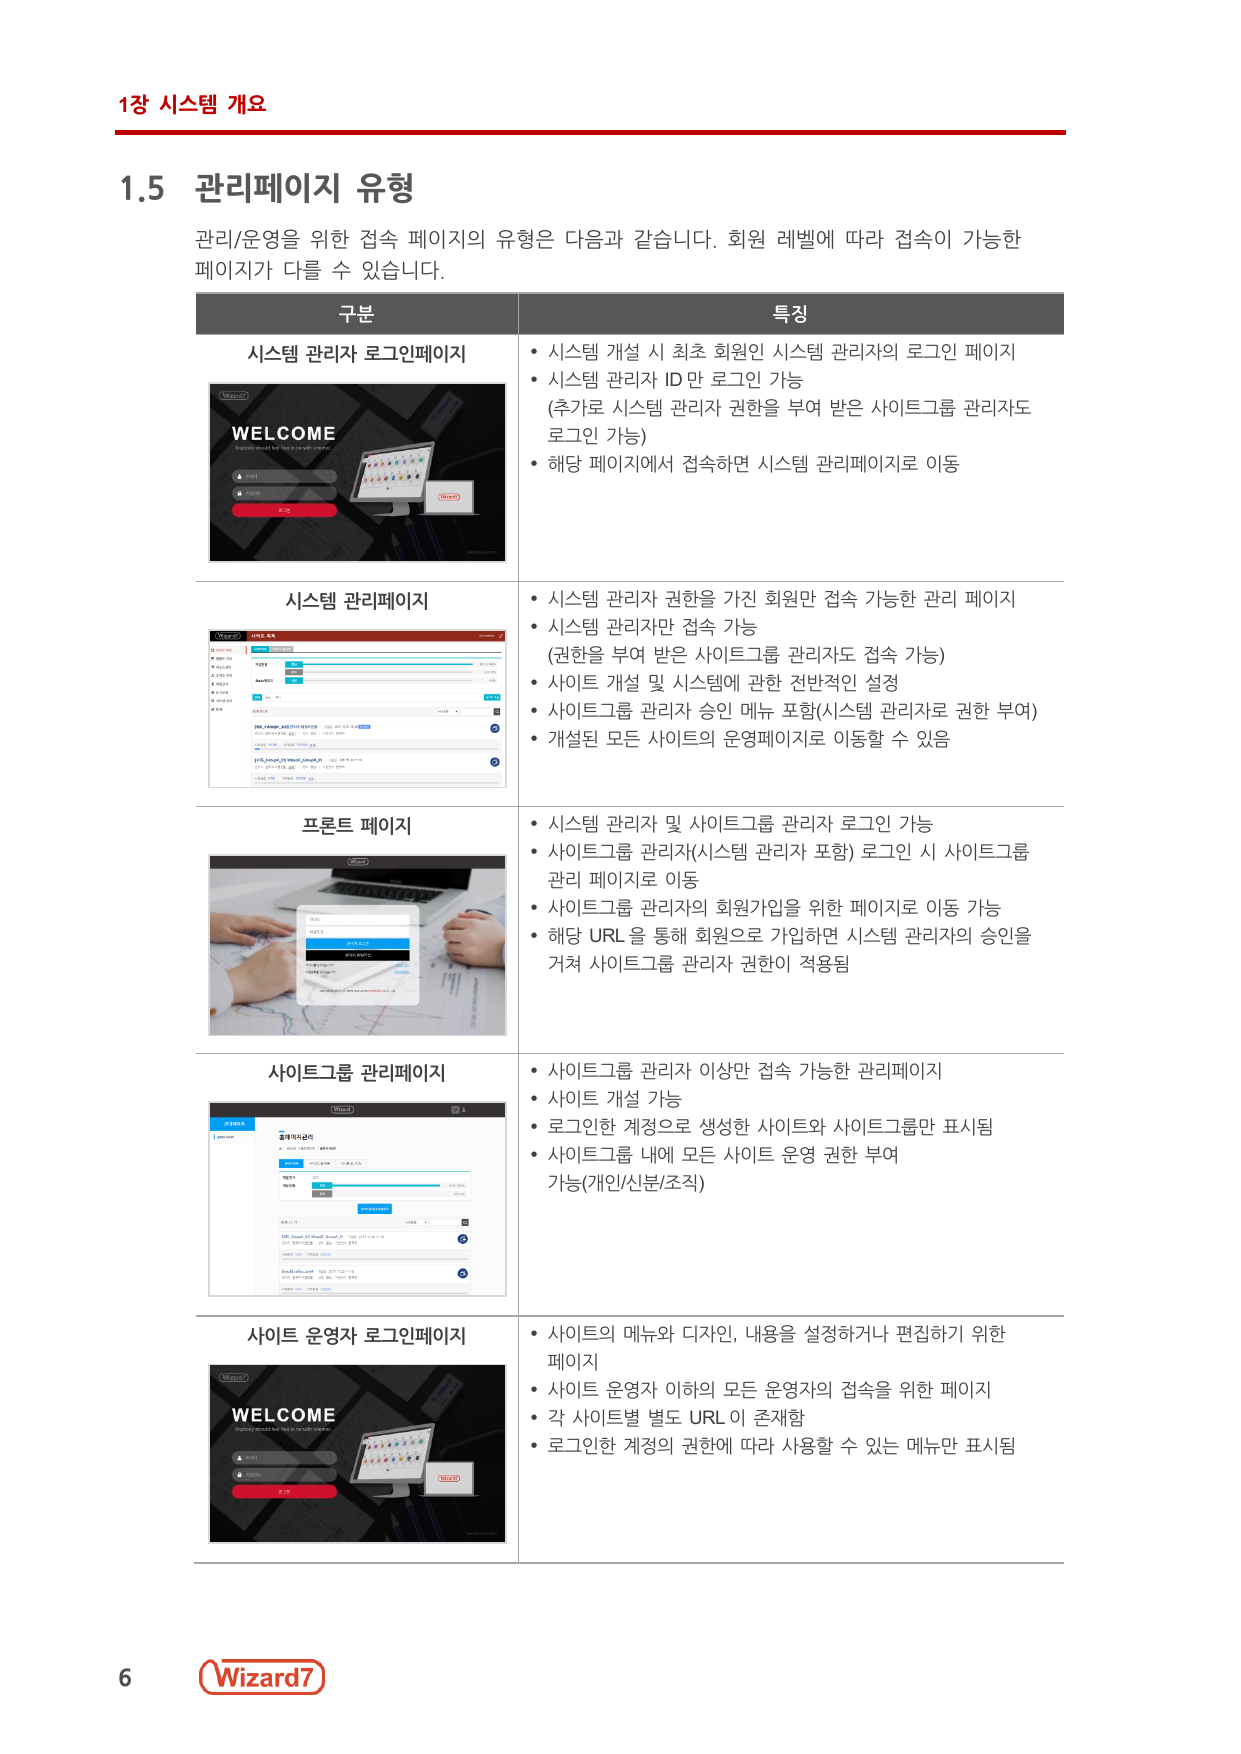 1장 시스템 개요
1.5 관리페이지 유형
관리/운영을 위한 접속 페이지의 유형은 다음과 같습니다. 회원 레벨에 따라 접속이 가능한
페이지가 다를 수 있습니다.
구분
특징
시스템 관리자 로그인페이지
Wizard7
WELCOME
로그인
Wizard7
• 시스템 개설 시 최초 회원인 시스템 관리자의 로그인 페이지
• 시스템 관리자 ID만 로그인 가능
(추가로 시스템 관리자 권한을 부여 받은 사이트그룹 관리자도
로그인 가능)
• 해당 페이지에서 접속하면 시스템 관리페이지로 이동
시스템 관리페이지
Wizard7
사이트 목록
• 시스템 관리자 권한을 가진 회원만 접속 가능한 관리 페이지
• 시스템 관리자만 접속 가능
(권한을 부여 받은 사이트그룹 관리자도 접속 가능)
• 사이트 개설 및 시스템에 관한 전반적인 설정
• 사이트그룹 관리자 승인 메뉴 포함(시스템 관리자로 권한 부여)
• 개설된 모든 사이트의 운영페이지로 이동할 수 있음
프론트 페이지
Wizard
• 시스템 관리자 및 사이트그룹 관리자 로그인 가능
• 사이트그룹 관리자(시스템 관리자 포함) 로그인 시 사이트그룹
관리 페이지로 이동
• 사이트그룹 관리자의 회원가입을 위한 페이지로 이동 가능
• 해당 URL을 통해 회원으로 가입하면 시스템 관리자의 승인을
거쳐 사이트그룹 관리자 권한이 적용됨
사이트그룹 관리페이지
Wizard
관리페이지
홈페이지관리
• 사이트그룹 관리자 이상만 접속 가능한 관리페이지
• 사이트 개설 가능
• 로그인한 계정으로 생성한 사이트와 사이트그룹만 표시됨
• 사이트그룹 내에 모든 사이트 운영 권한 부여
가능(개인/신분/조직)
사이트 운영자 로그인페이지
Wizard7
WELCOME
로그인
Wizard7
• 사이트의 메뉴와 디자인, 내용을 설정하거나 편집하기 위한
페이지
• 사이트 운영자 이하의 모든 운영자의 접속을 위한 페이지
• 각 사이트별 별도 URL이 존재함
• 로그인한 계정의 권한에 따라 사용할 수 있는 메뉴만 표시됨
6
Wizard7